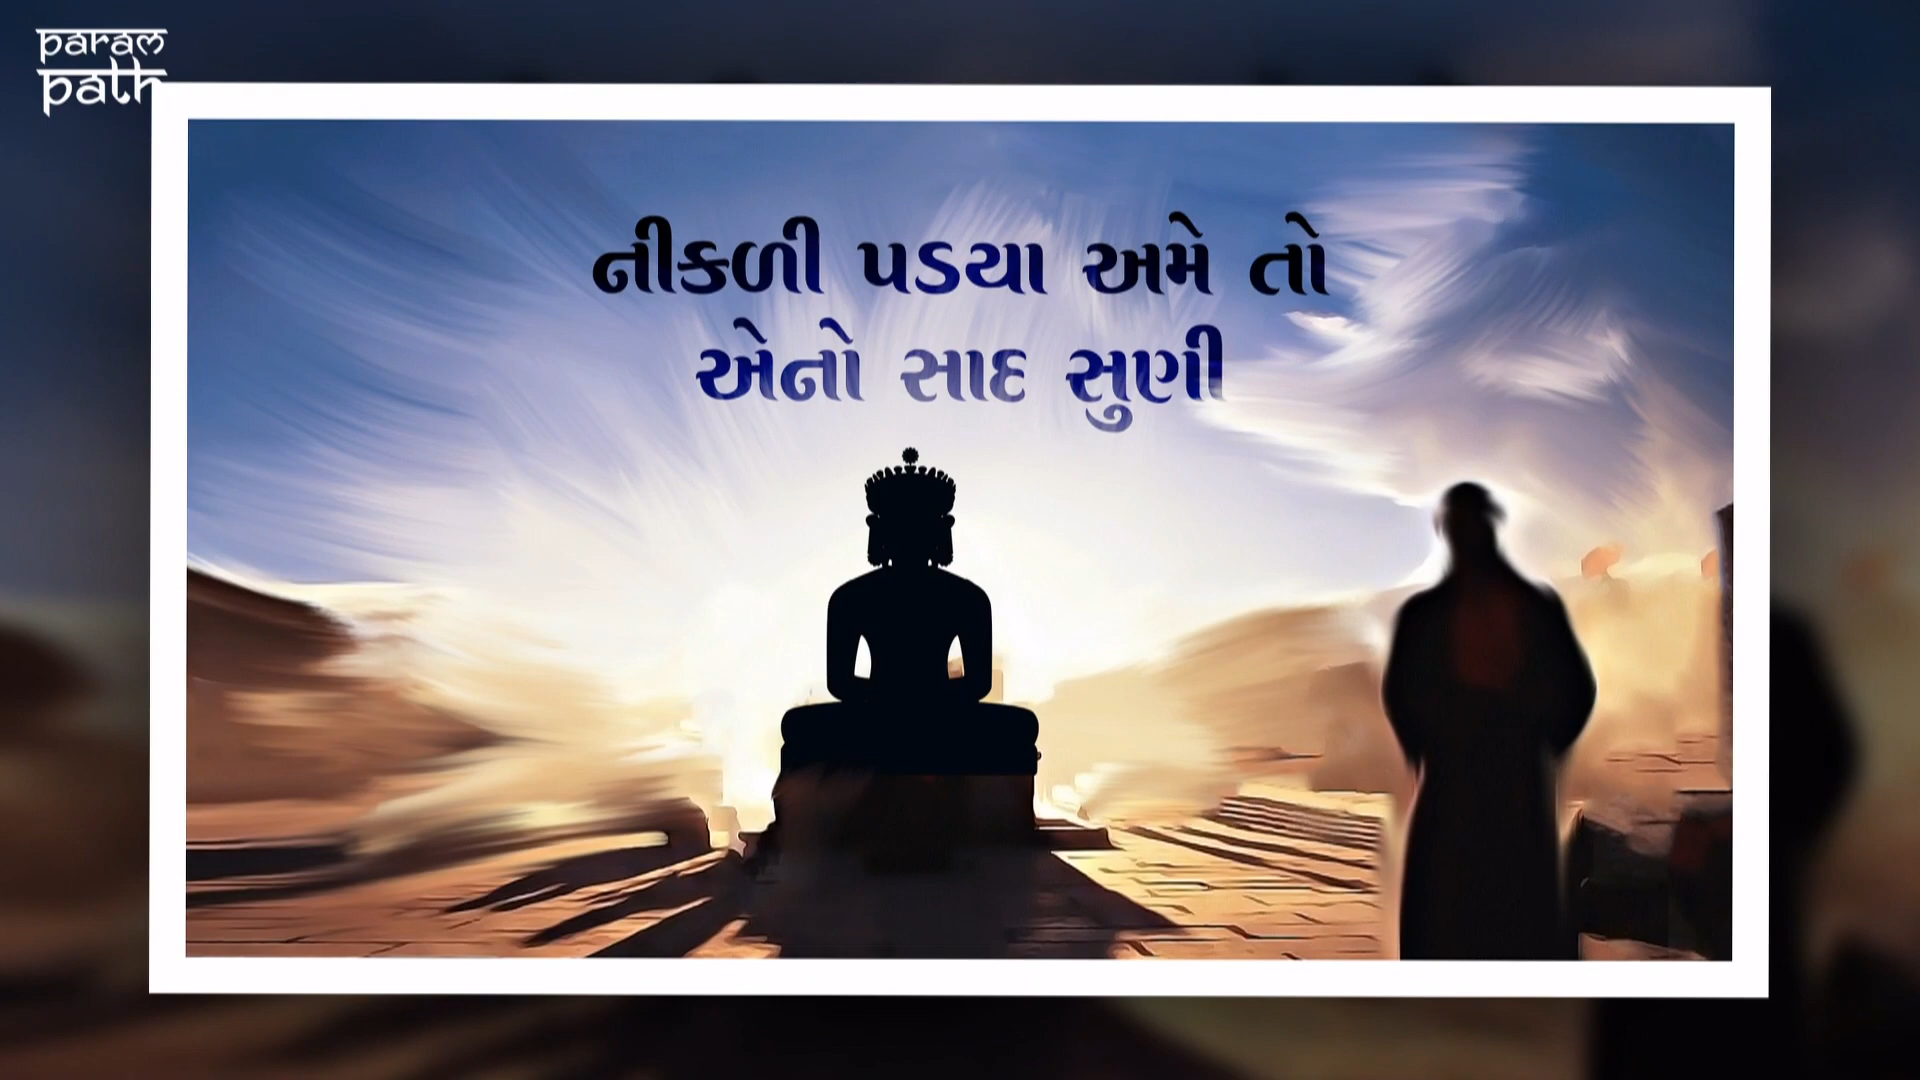 param
path
નીકળી પડયા અમે તો
એનો સાદ સુણી